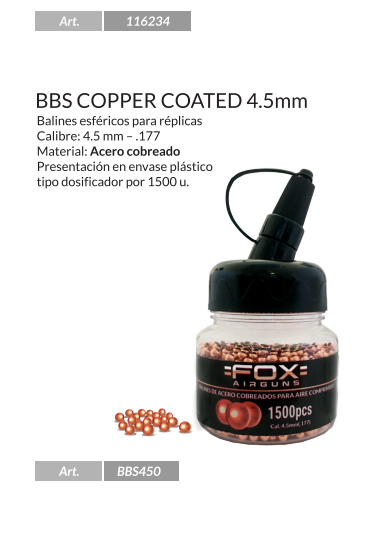 Art. 116234
BBS COPPER COATED 4.5mm
Balines esféricos para réplicas
Calibre: 4.5 mm – .177
Material: Acero cobreado
Presentación en envase plástico
tipo dosificador por 1500 u.
FOX
AIRGUNS
BALINES DE ACERO COBREADOS PARA AIRE COMPRIMIDO
1500pcs
Cal. 4.5mm(.177)
Art. BBS450